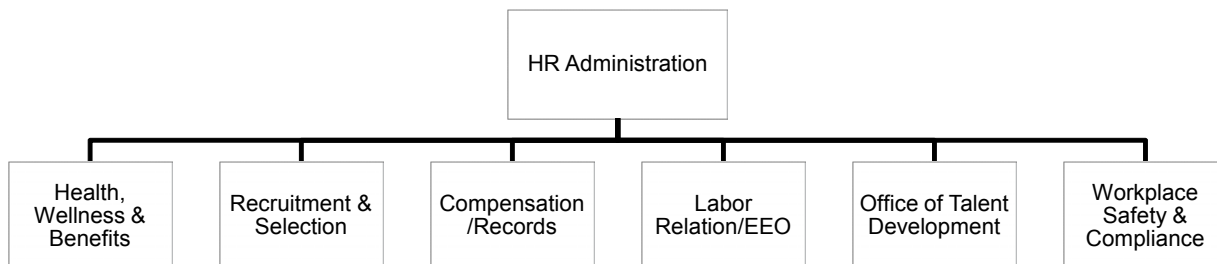 HR Administration
Health,
Wellness &
Benefits
Recruitment &
Selection
Compensation
/Records
Labor
Relation/EEO
Office of Talent
Development
Workplace
Safety &
Compliance